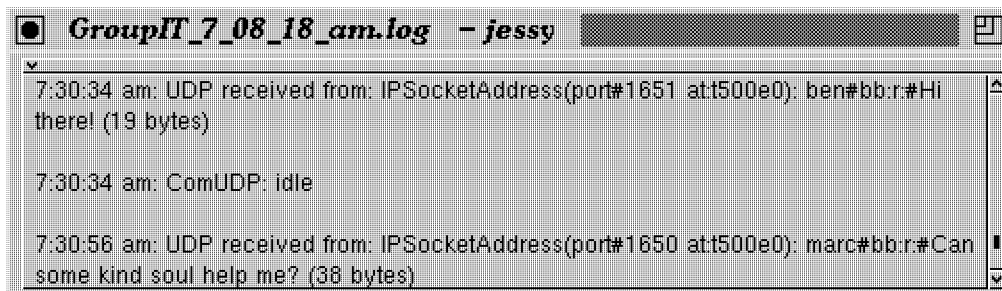 GroupIT_7_08_18_am.log - jessy
7:30:34 am: UDP received from: IPSocketAddress(port#1651 at:t500e0): ben#bb:r:#Hi
there! (19 bytes)
7:30:34 am: ComUDP: idle
7:30:56 am: UDP received from: IPSocketAddress(port#1650 at:t500e0): marc#bb:r:#Can
some kind soul help me? (38 bytes)